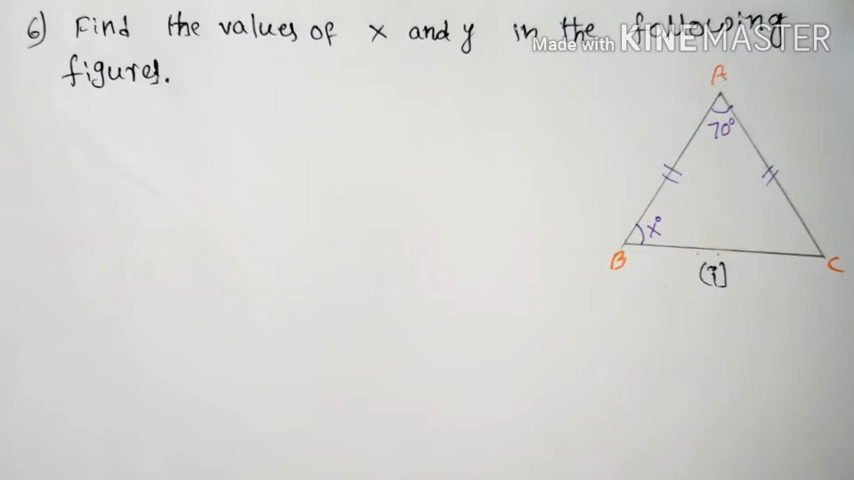 6) Find the values of x and y in the following
Made with KINEMASTER
figures.
A
70°
x°
B
C
(i)